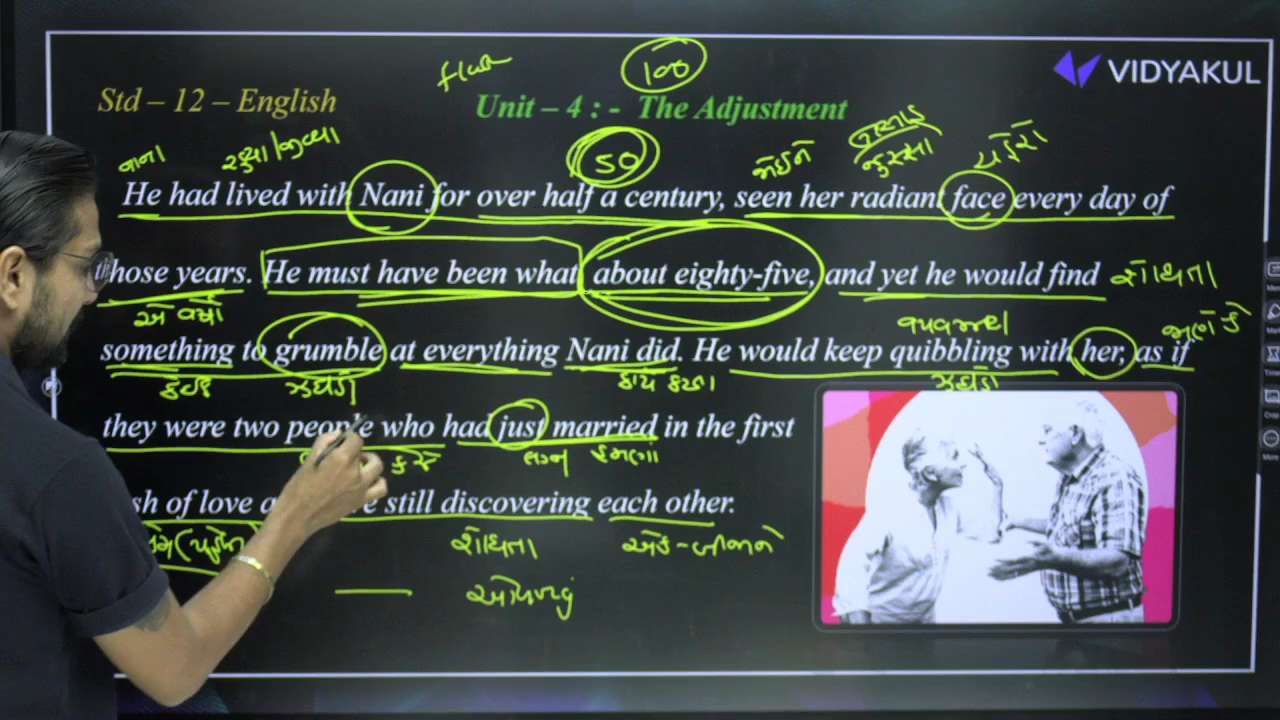 flush
100
VIDYAKUL
Std – 12 – English
Unit – 4 : - The Adjustment
50
He had lived with Nani for over half a century, seen her radiant face every day of
those years. He must have been what about eighty-five, and yet he would find શોધતા
એ વર્ષો
something to grumble at everything Nani did. He would keep quibbling with her, as if
કંઈક ઝઘડો ઝઘડો
they were two people who had just married in the first
લગ્ન હમણાં
sh of love still discovering each other.
શોધતા એક-બીજાને
ઓળખવું